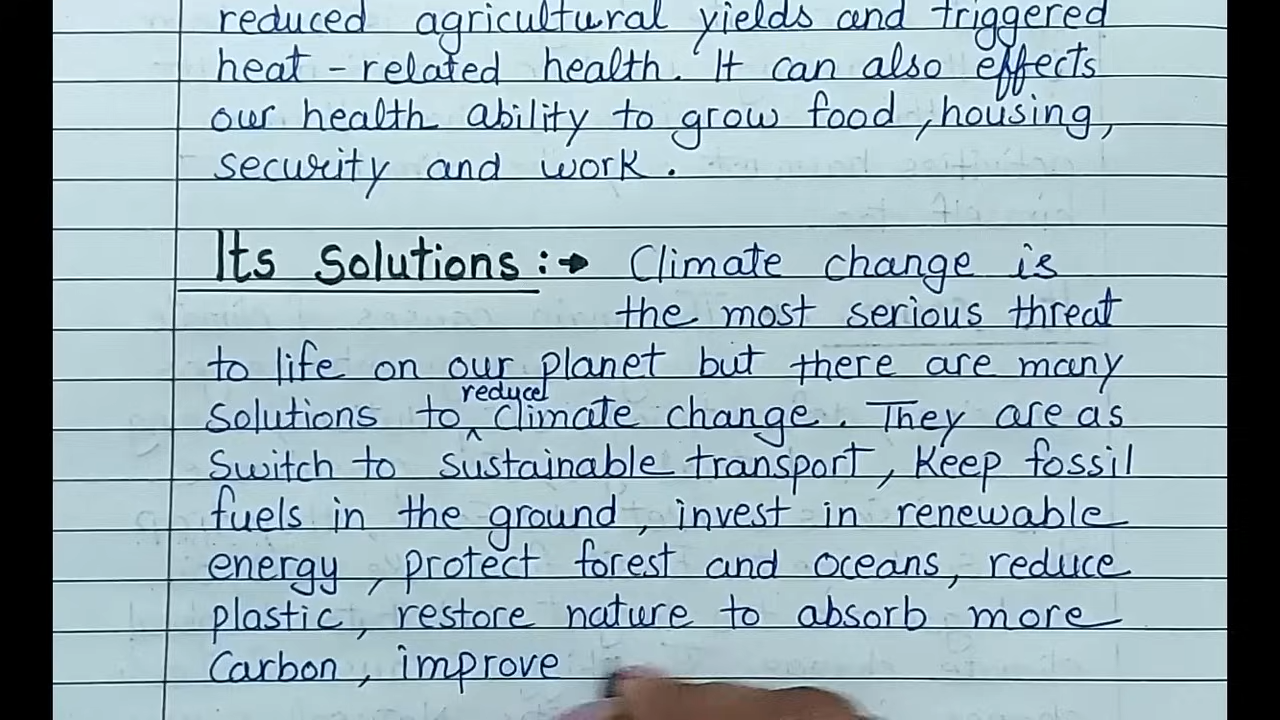 reduced agricultural yields and triggered
heat - related health. It can also effects
our health ability to grow food, housing,
security and work.
Its Solutions :→ Climate change is
the most serious threat
to life on our planet but there are many
solutions to ^ reduce climate change. They are as
switch to sustainable transport, Keep fossil
fuels in the ground, invest in renewable
energy, protect forest and oceans, reduce
plastic, restore nature to absorb more
Carbon, improve